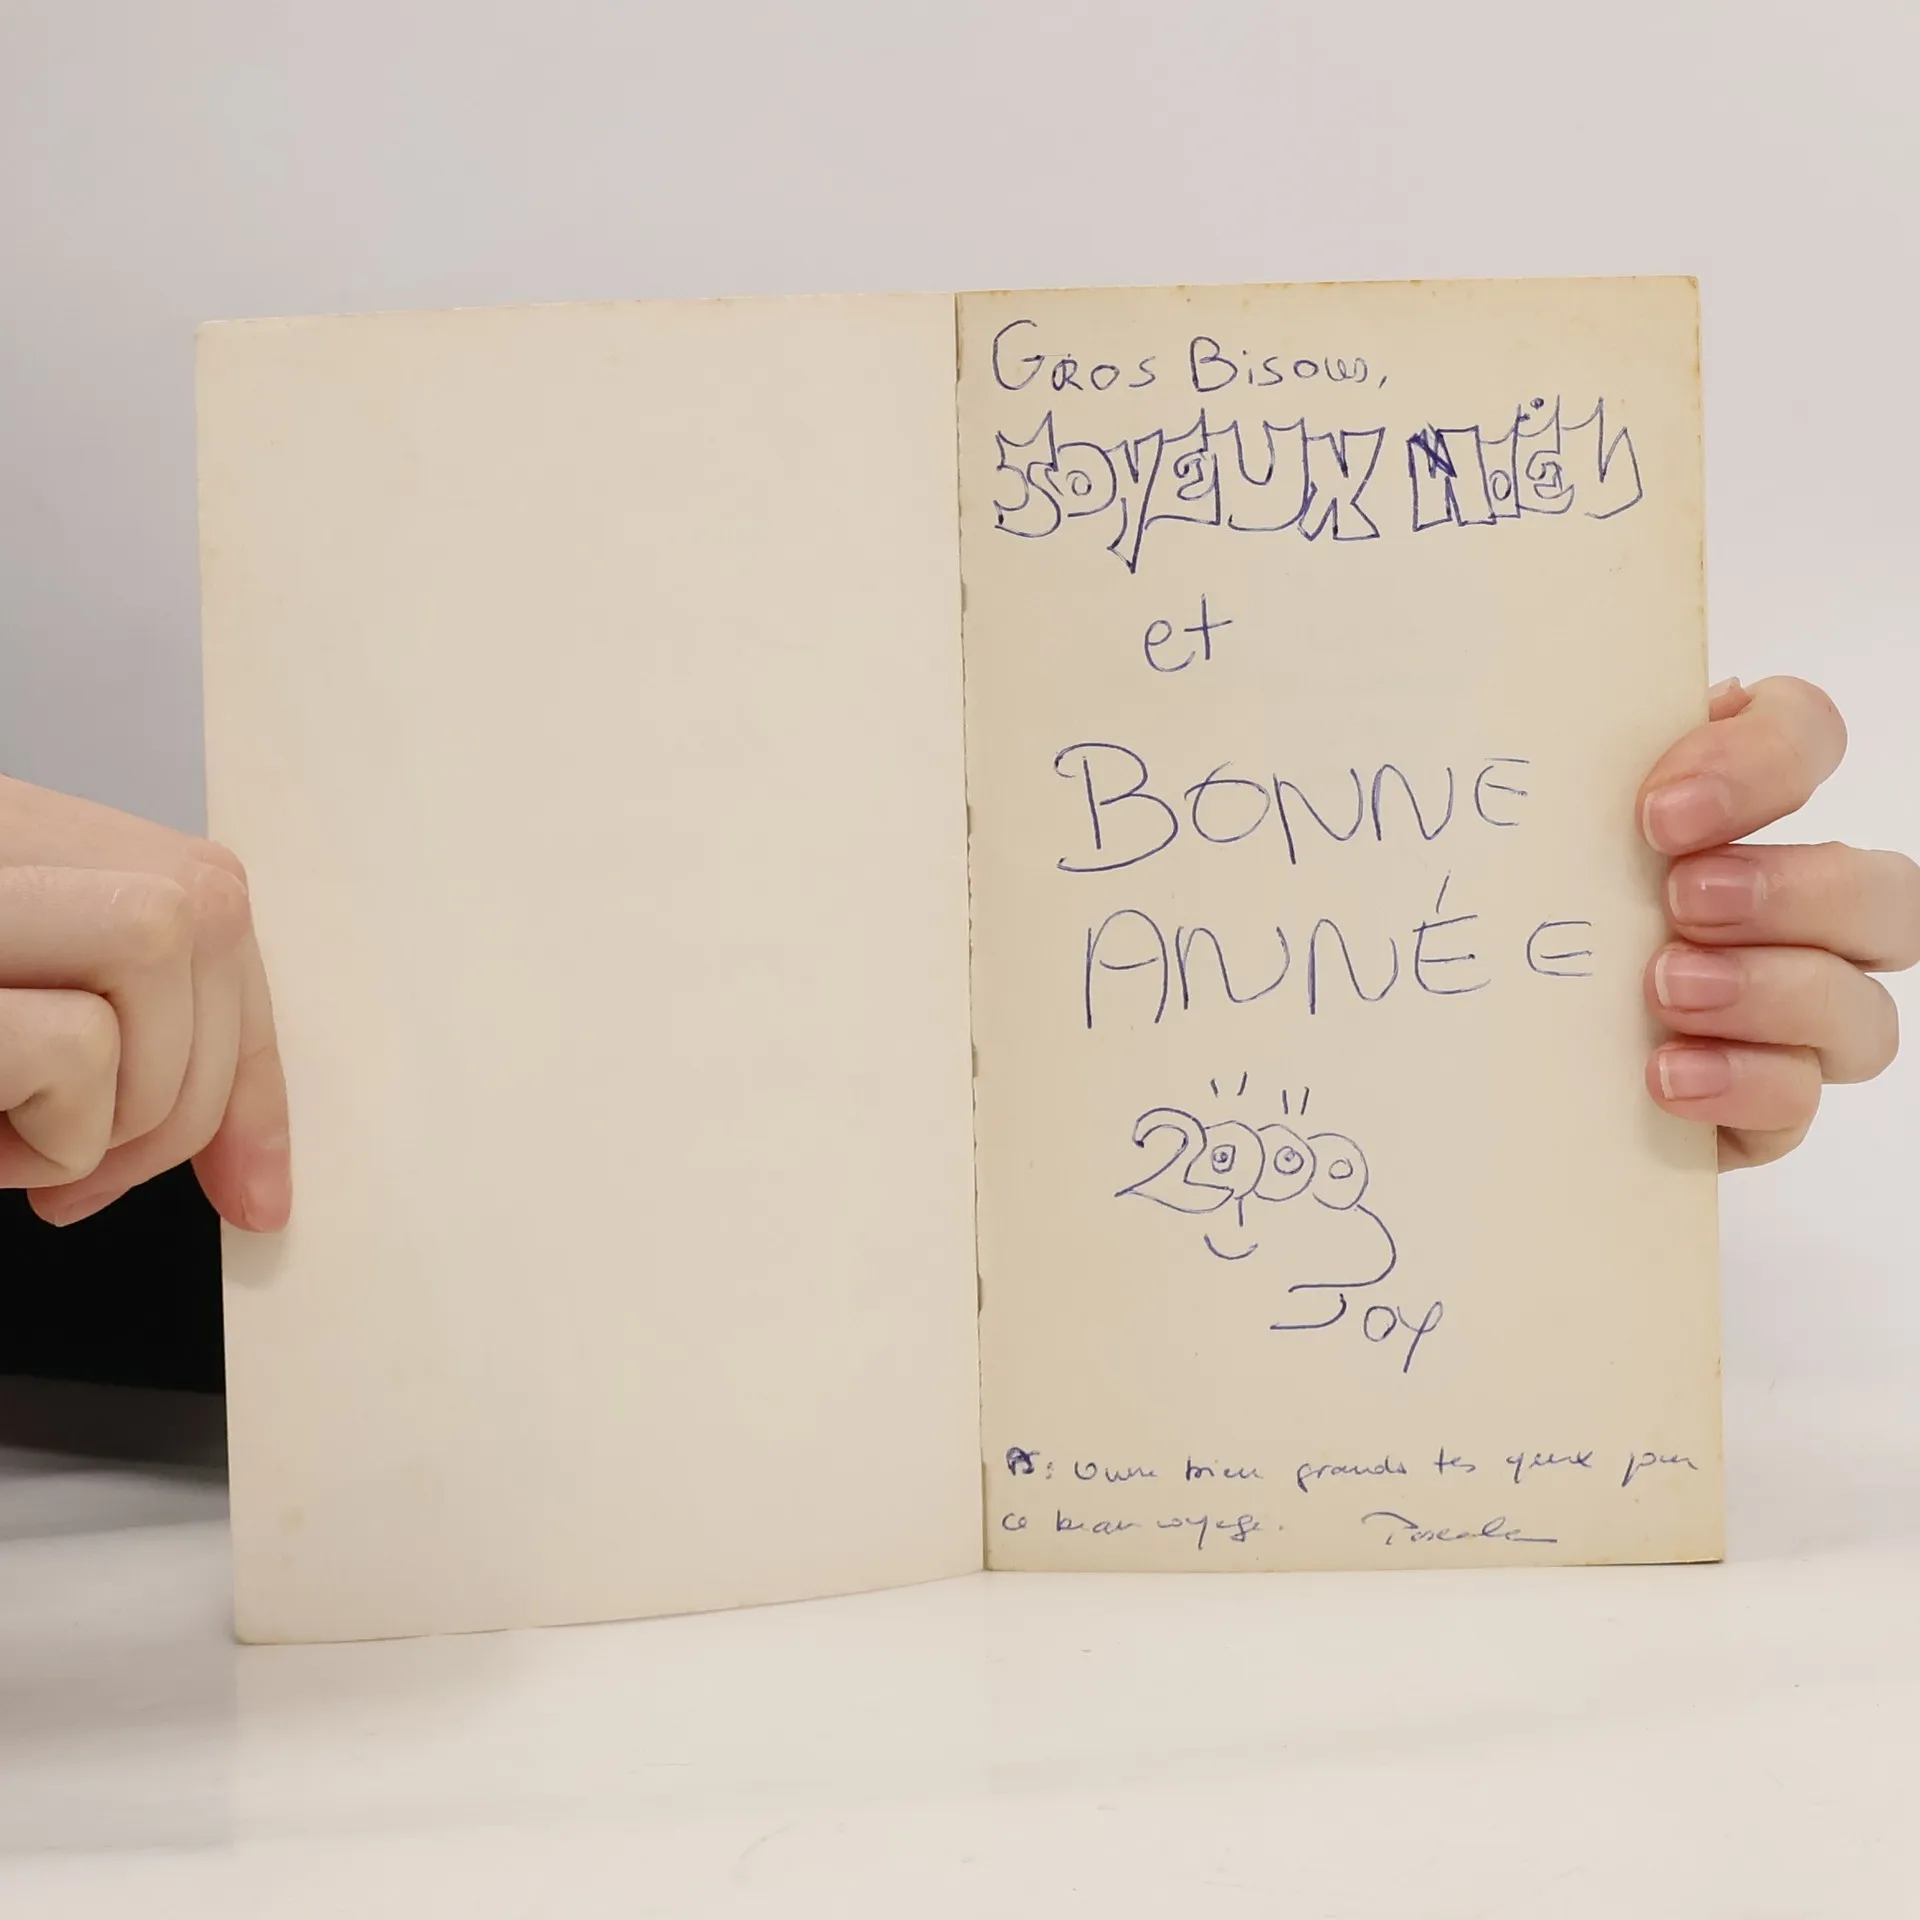 Gros Bisous,
JOYEUX NOËL
et
BONNE
ANNÉE
2000
Joy
PS: Ouvre bien grands tes yeux pour
ce beau voyage. Pascale